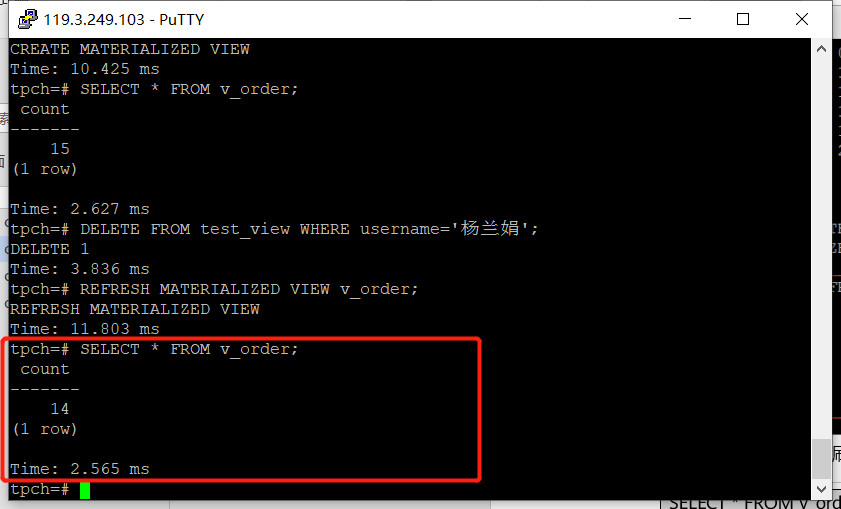 119.3.249.103 - PuTTY
CREATE MATERIALIZED VIEW
Time: 10.425 ms
tpch=# SELECT * FROM v_order;
count
-------
15
(1 row)
Time: 2.627 ms
tpch=# DELETE FROM test_view WHERE username='杨兰娟';
DELETE 1
Time: 3.836 ms
tpch=# REFRESH MATERIALIZED VIEW v_order;
REFRESH MATERIALIZED VIEW
Time: 11.803 ms
tpch=# SELECT * FROM v_order;
count
-------
14
(1 row)
Time: 2.565 ms
tpch=#
SELECT * FROM v_ord